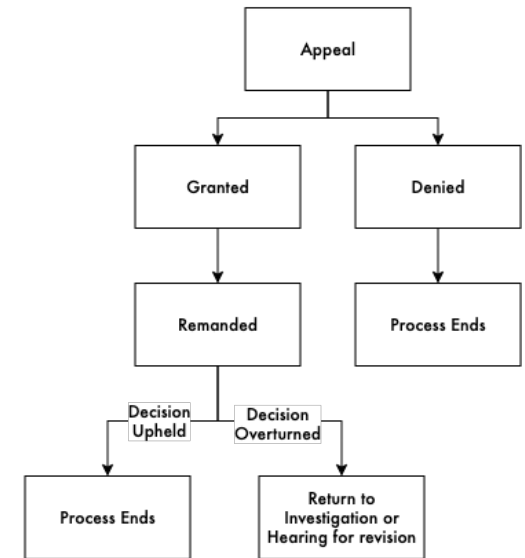 Appeal
Granted
Denied
Remanded
Process Ends
Decision
Upheld
Decision
Overturned
Process Ends
Return to
Investigation or
Hearing for revision